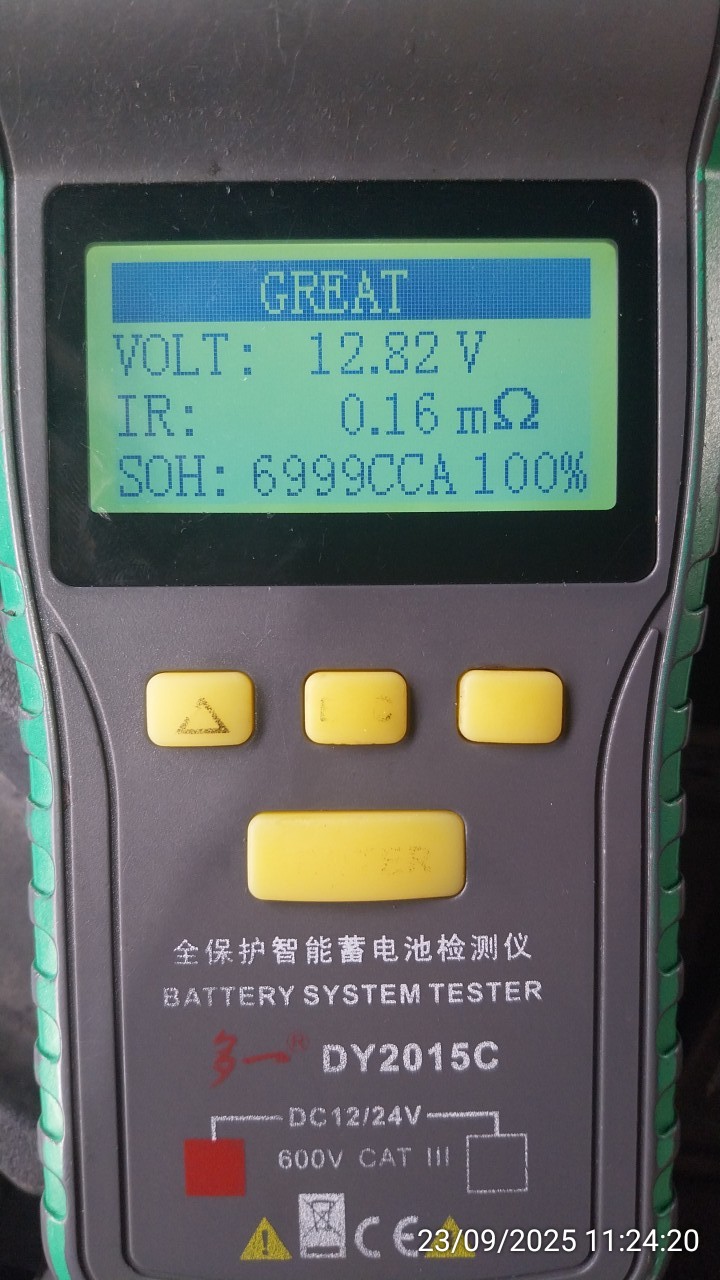 GREAT
VOLT: 12.82 V
IR: 0.16 mΩ
SOH: 6999CCA 100%
全保护智能蓄电池检测仪
BATTERY SYSTEM TESTER
多一® DY2015C
DC12/24V
600V CAT III
CE
23/09/2025 11:24:20